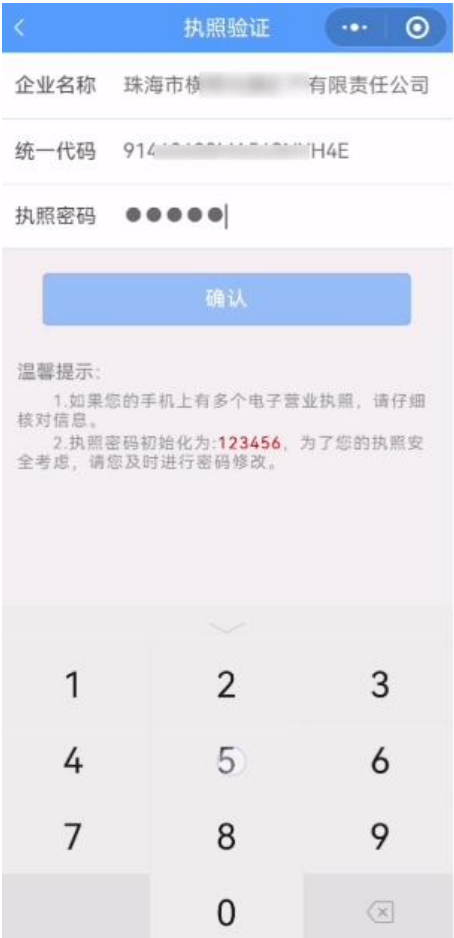 执照验证
企业名称 珠海市 有限责任公司
统一代码 914 H4E
执照密码
确认
温馨提示:
1.如果您的手机上有多个电子营业执照，请仔细
核对信息。
2.执照密码初始化为:123456，为了您的执照安
全考虑，请您及时进行密码修改。
1 2 3
4 5 6
7 8 9
0